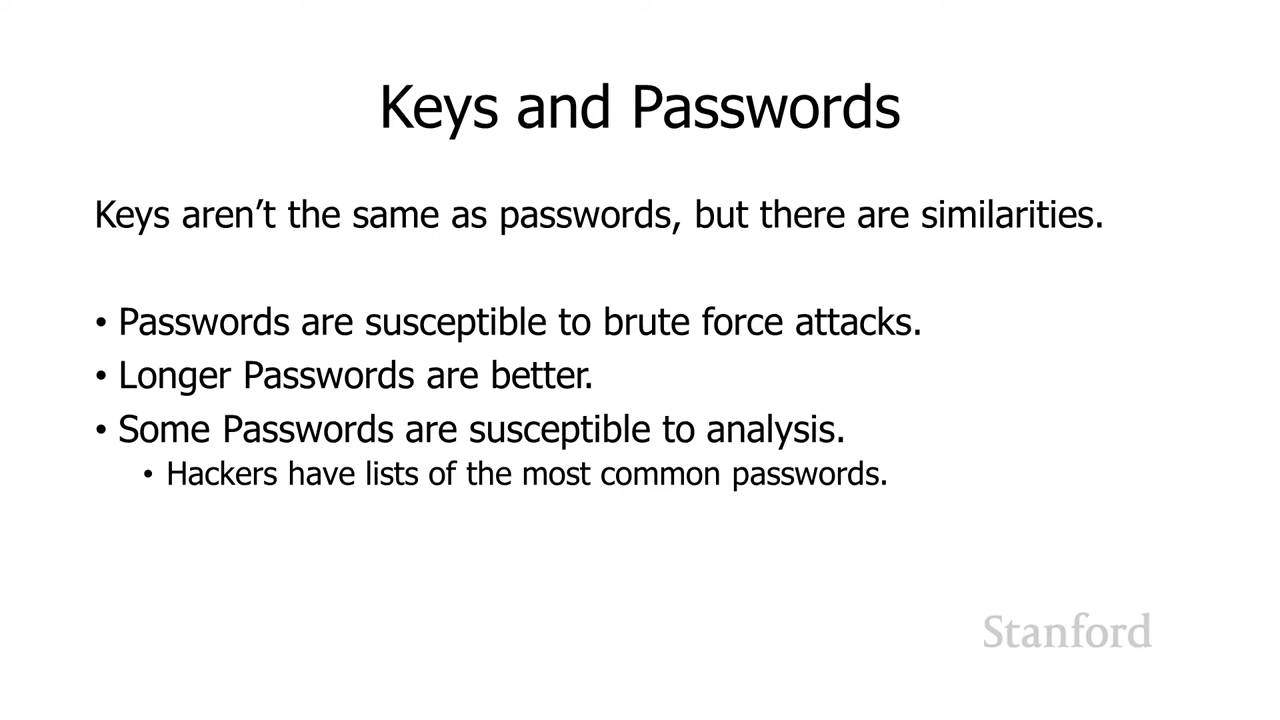 Keys and Passwords
Keys aren’t the same as passwords, but there are similarities.
• Passwords are susceptible to brute force attacks.
• Longer Passwords are better.
• Some Passwords are susceptible to analysis.
• Hackers have lists of the most common passwords.
Stanford